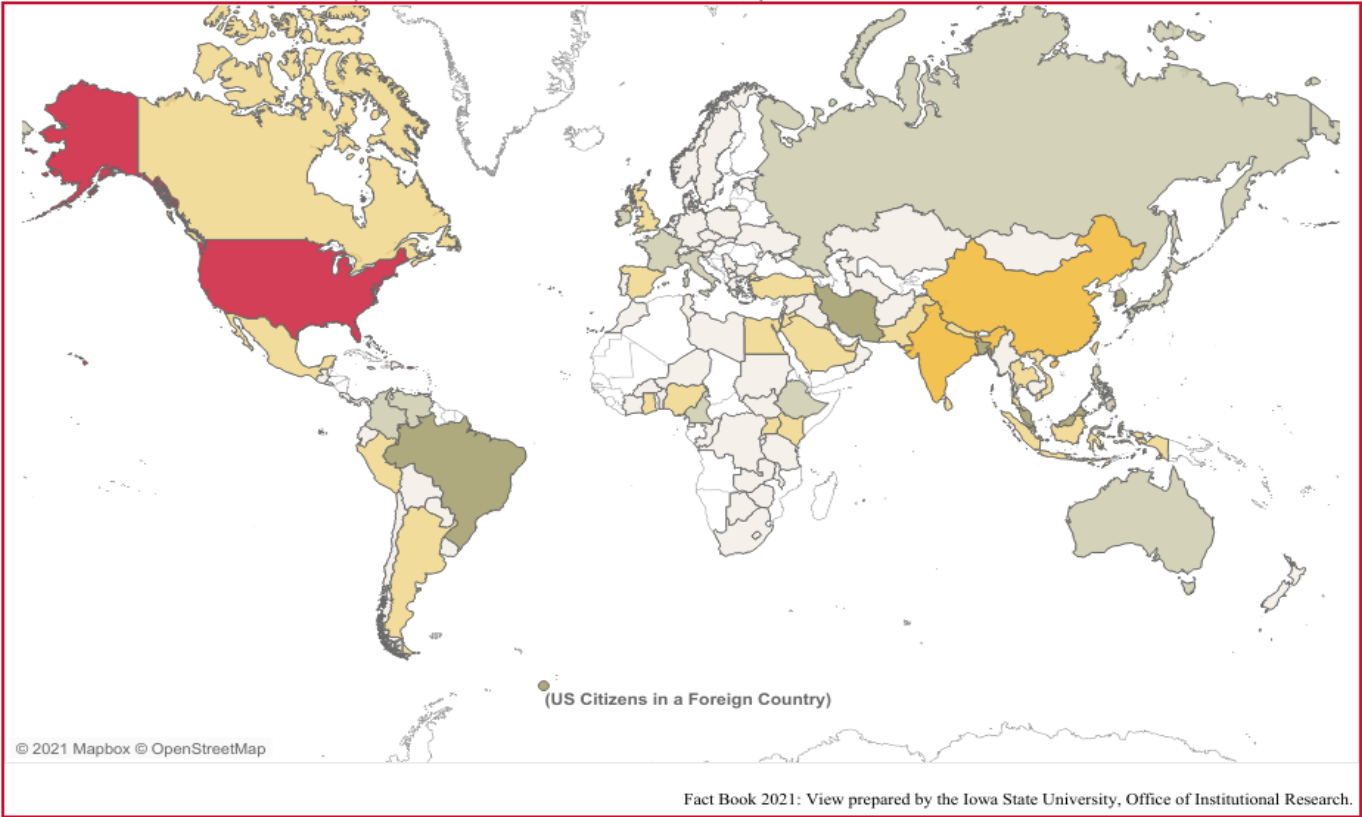 (US Citizens in a Foreign Country)
© 2021 Mapbox © OpenStreetMap
Fact Book 2021: View prepared by the Iowa State University, Office of Institutional Research.